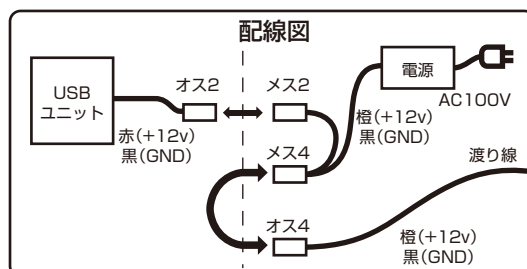 配線図
USB
ユニット
オス2
メス2
電源
AC100V
赤(+12v)
黒(GND)
橙(+12v)
黒(GND)
メス4
渡り線
オス4
橙(+12v)
黒(GND)